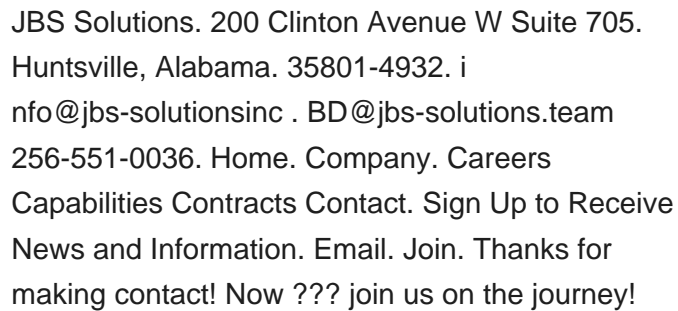 JBS Solutions. 200 Clinton Avenue W Suite 705.
Huntsville, Alabama. 35801-4932. i
nfo@jbs-solutionsinc . BD@jbs-solutions.team
256-551-0036. Home. Company. Careers
Capabilities Contracts Contact. Sign Up to Receive
News and Information. Email. Join. Thanks for
making contact! Now ??? join us on the journey!